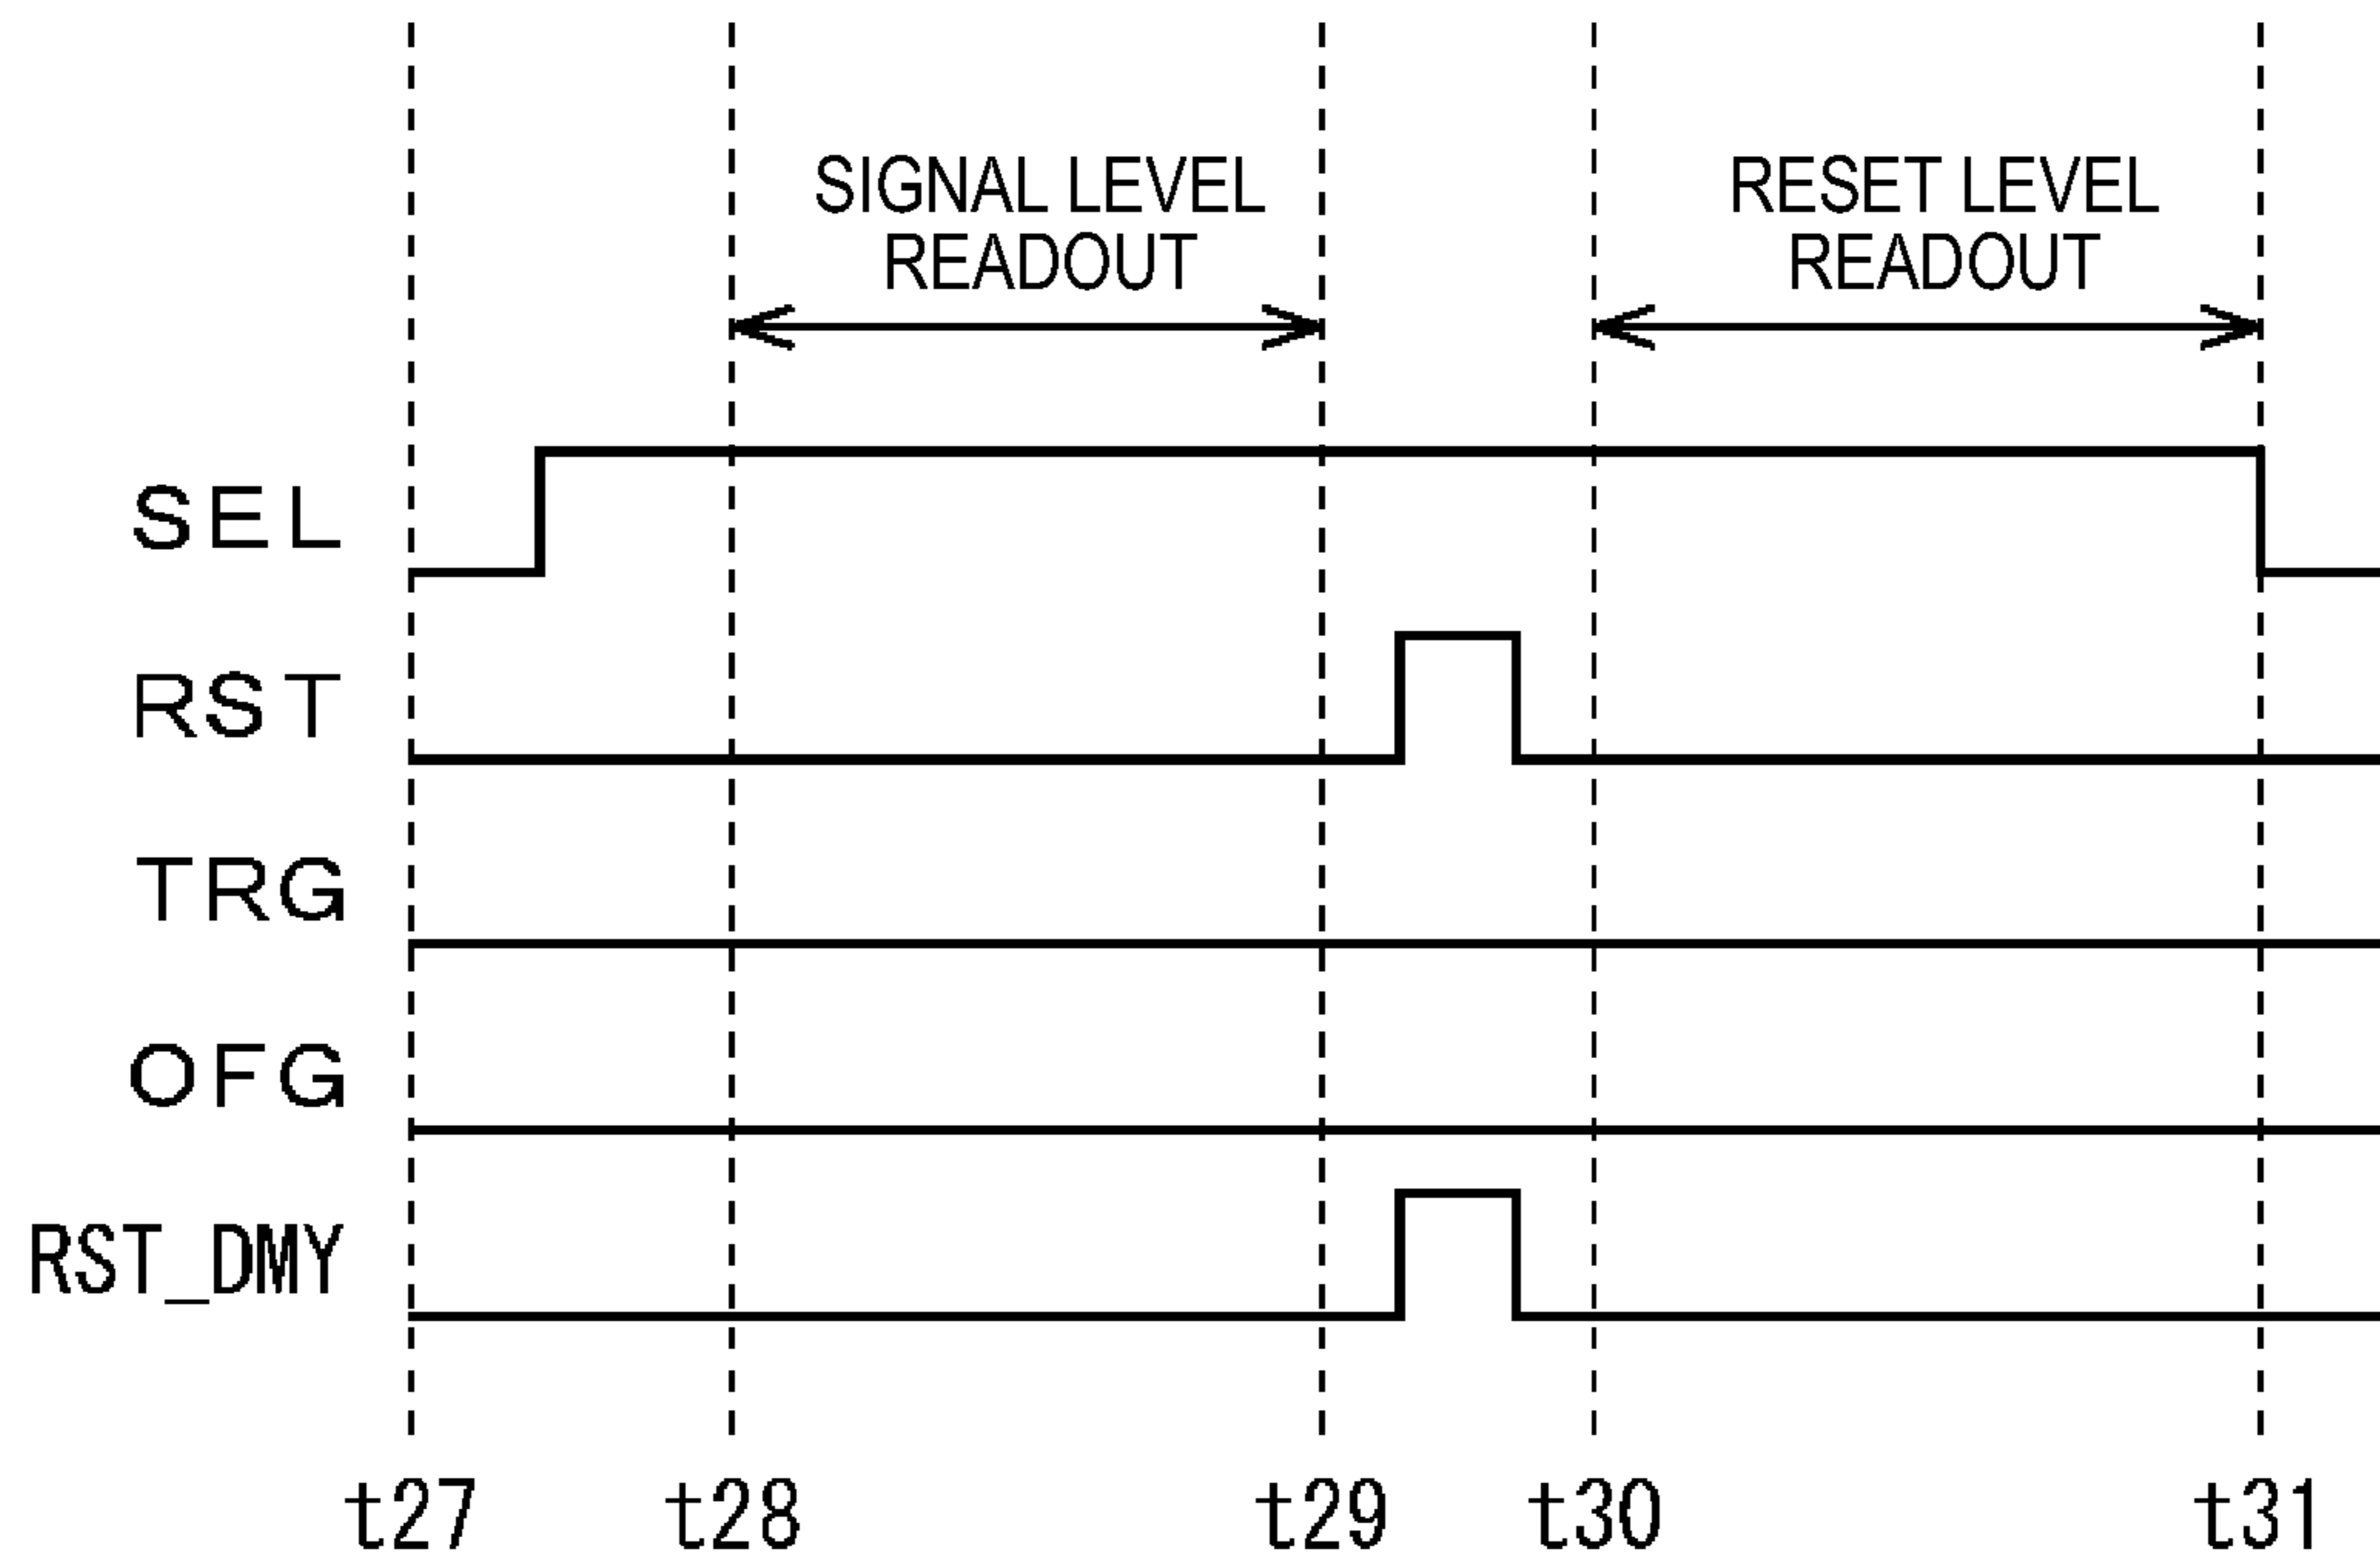 SIGNAL LEVEL
READOUT
RESET LEVEL
READOUT
SEL
RST
TRG
OFG
RST_DMY
t27 t28 t29 t30 t31